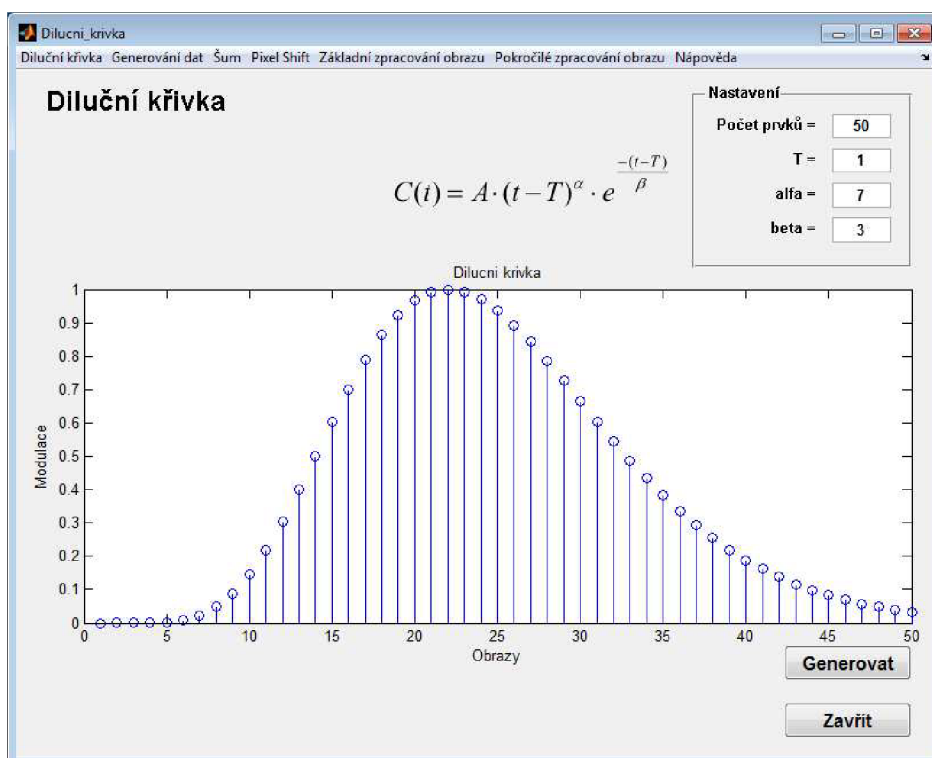 Dilucni_krivka
Diluční křivka Generování dat Šum Pixel Shift Základní zpracování obrazu Pokročilé zpracování obrazu Nápověda
Diluční křivka
Nastavení
Počet prvků = 50
T = 1
alfa = 7
beta = 3
C(t) = A·(t−T)^α·e^(−(t−T)/β)
Dilucni krivka
Modulace
1
0.9
0.8
0.7
0.6
0.5
0.4
0.3
0.2
0.1
0
0 5 10 15 20 25 30 35 40 45 50
Obrazy
Generovat
Zavřít